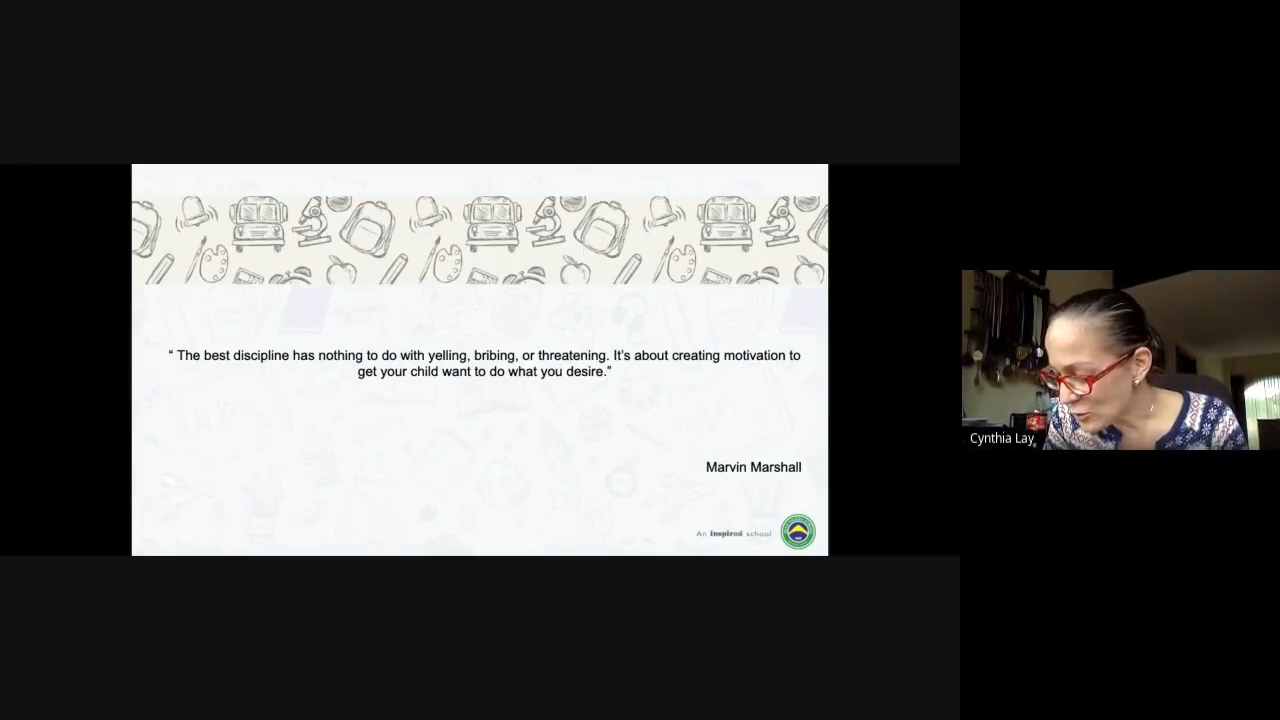 “ The best discipline has nothing to do with yelling, bribing, or threatening. It’s about creating motivation to
get your child want to do what you desire.”
Marvin Marshall
An inspired school
Cynthia Lay